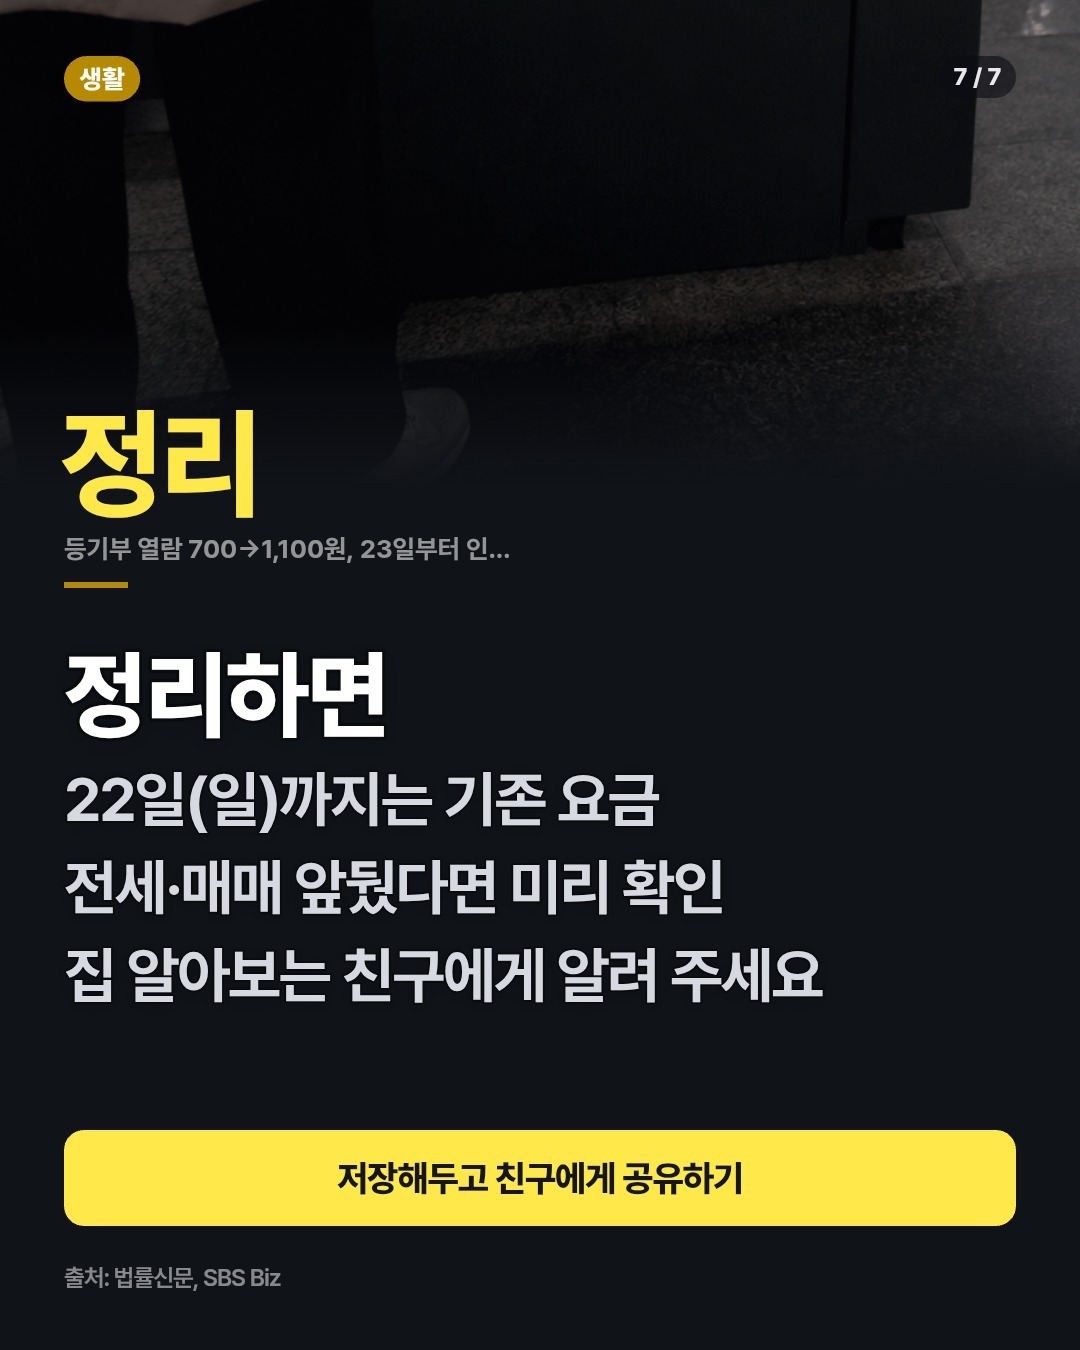 생활
7 / 7
정리
등기부 열람 700→1,100원, 23일부터 인...
정리하면
22일(일)까지는 기존 요금
전세·매매 앞뒀다면 미리 확인
집 알아보는 친구에게 알려 주세요
저장해두고 친구에게 공유하기
출처: 법률신문, SBS Biz